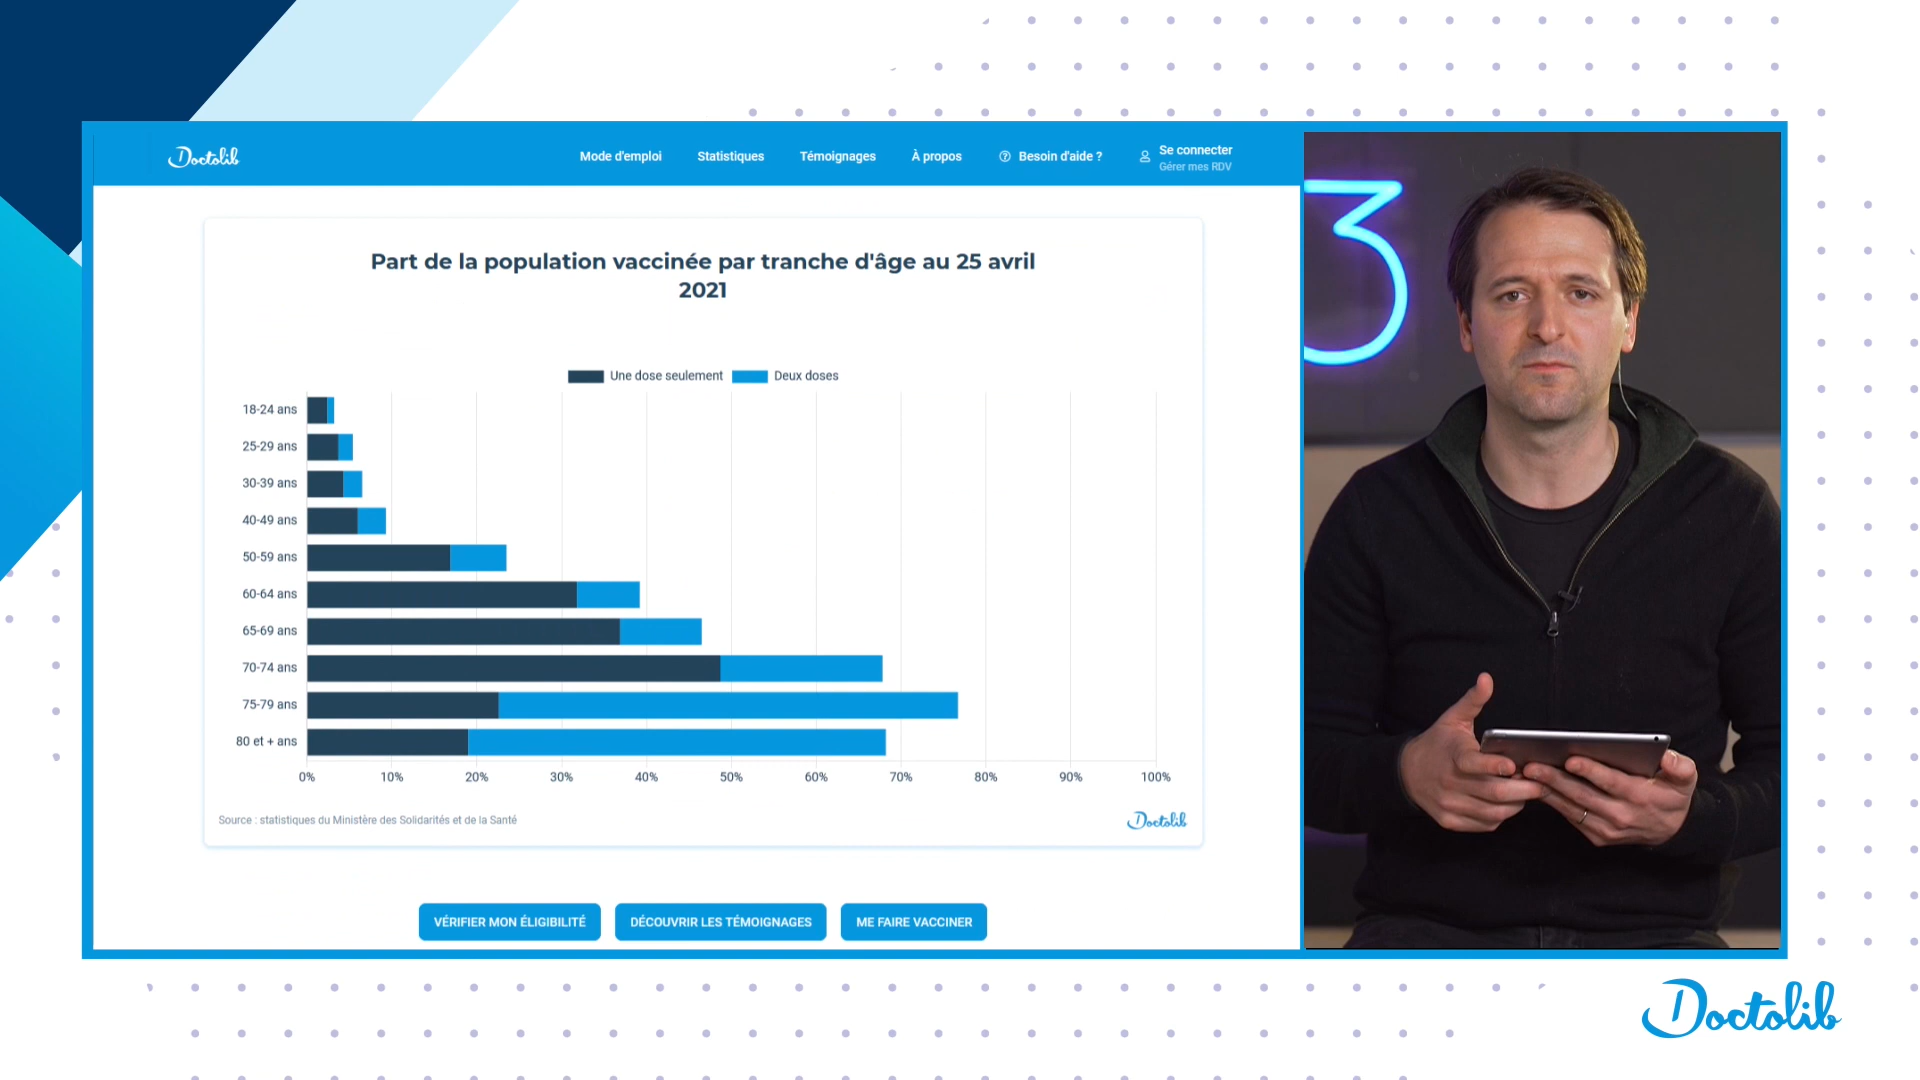 Doctolib
Mode d'emploi
Statistiques
Témoignages
À propos
Besoin d'aide ?
Se connecter
Gérer mes RDV
3
Part de la population vaccinée par tranche d'âge au 25 avril
2021
Une dose seulement
Deux doses
18-24 ans
25-29 ans
30-39 ans
40-49 ans
50-59 ans
60-64 ans
65-69 ans
70-74 ans
75-79 ans
80 et + ans
0% 10% 20% 30% 40% 50% 60% 70% 80% 90% 100%
Source : statistiques du Ministère des Solidarités et de la Santé
Doctolib
VÉRIFIER MON ÉLIGIBILITÉ
DÉCOUVRIR LES TÉMOIGNAGES
ME FAIRE VACCINER
Doctolib